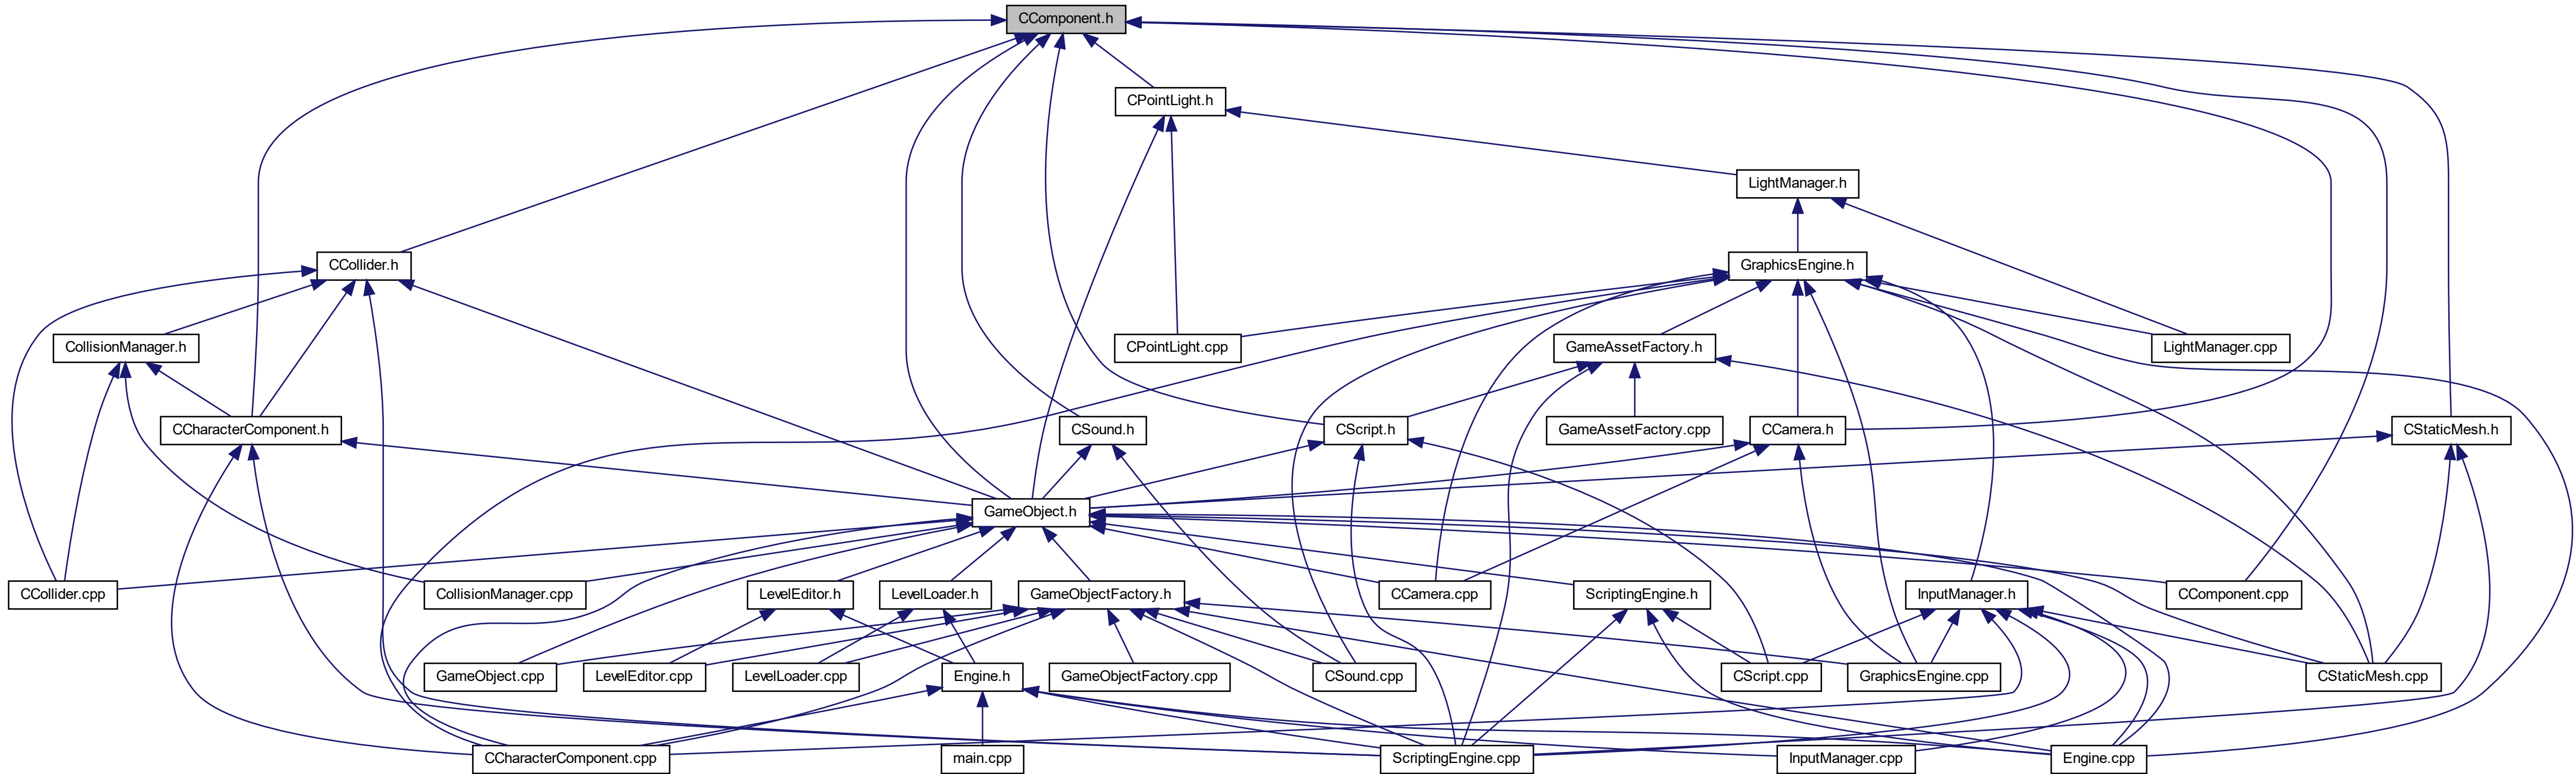 CComponent.h
CPointLight.h
LightManager.h
CCollider.h
GraphicsEngine.h
CollisionManager.h
CPointLight.cpp
GameAssetFactory.h
LightManager.cpp
CCharacterComponent.h
CSound.h
CScript.h
GameAssetFactory.cpp
CCamera.h
CStaticMesh.h
GameObject.h
CCollider.cpp
CollisionManager.cpp
LevelEditor.h
LevelLoader.h
GameObjectFactory.h
CCamera.cpp
ScriptingEngine.h
InputManager.h
CComponent.cpp
GameObject.cpp
LevelEditor.cpp
LevelLoader.cpp
Engine.h
GameObjectFactory.cpp
CSound.cpp
CScript.cpp
GraphicsEngine.cpp
CStaticMesh.cpp
CCharacterComponent.cpp
main.cpp
ScriptingEngine.cpp
InputManager.cpp
Engine.cpp